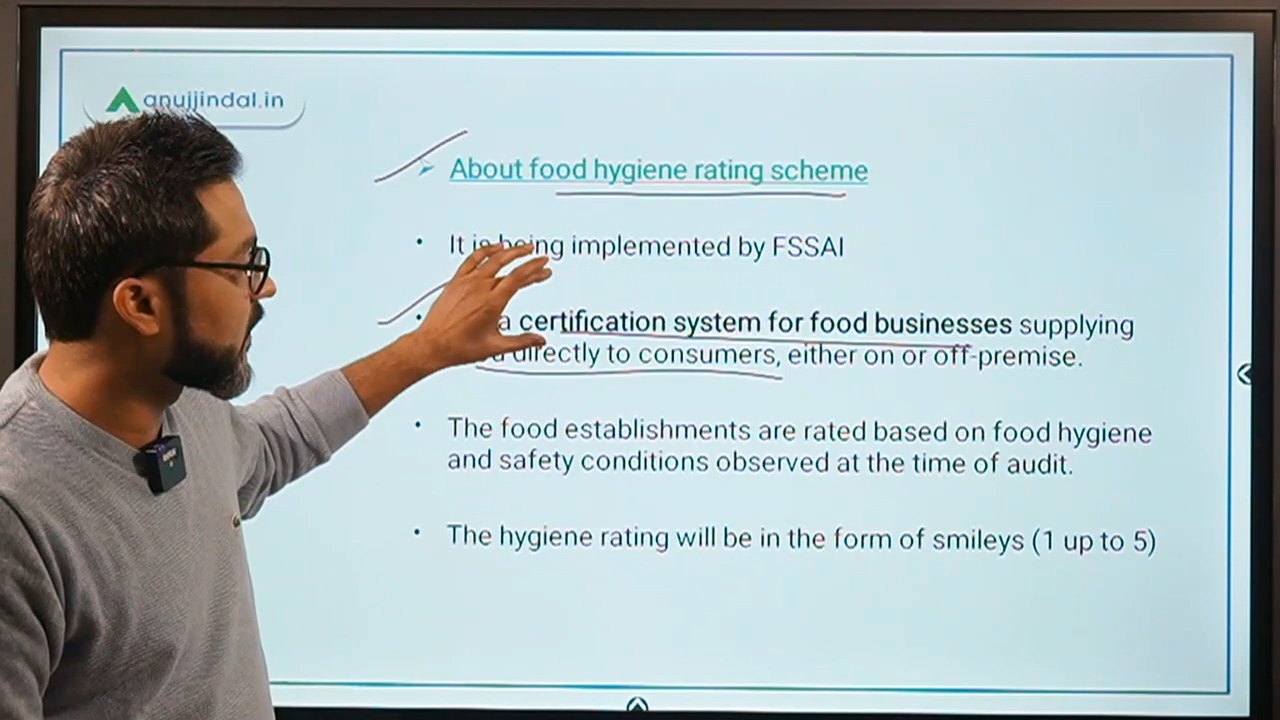 anujjindal.in
About food hygiene rating scheme
It is being implemented by FSSAI
a certification system for food businesses supplying
directly to consumers, either on or off-premise.
The food establishments are rated based on food hygiene
and safety conditions observed at the time of audit.
The hygiene rating will be in the form of smileys (1 up to 5)